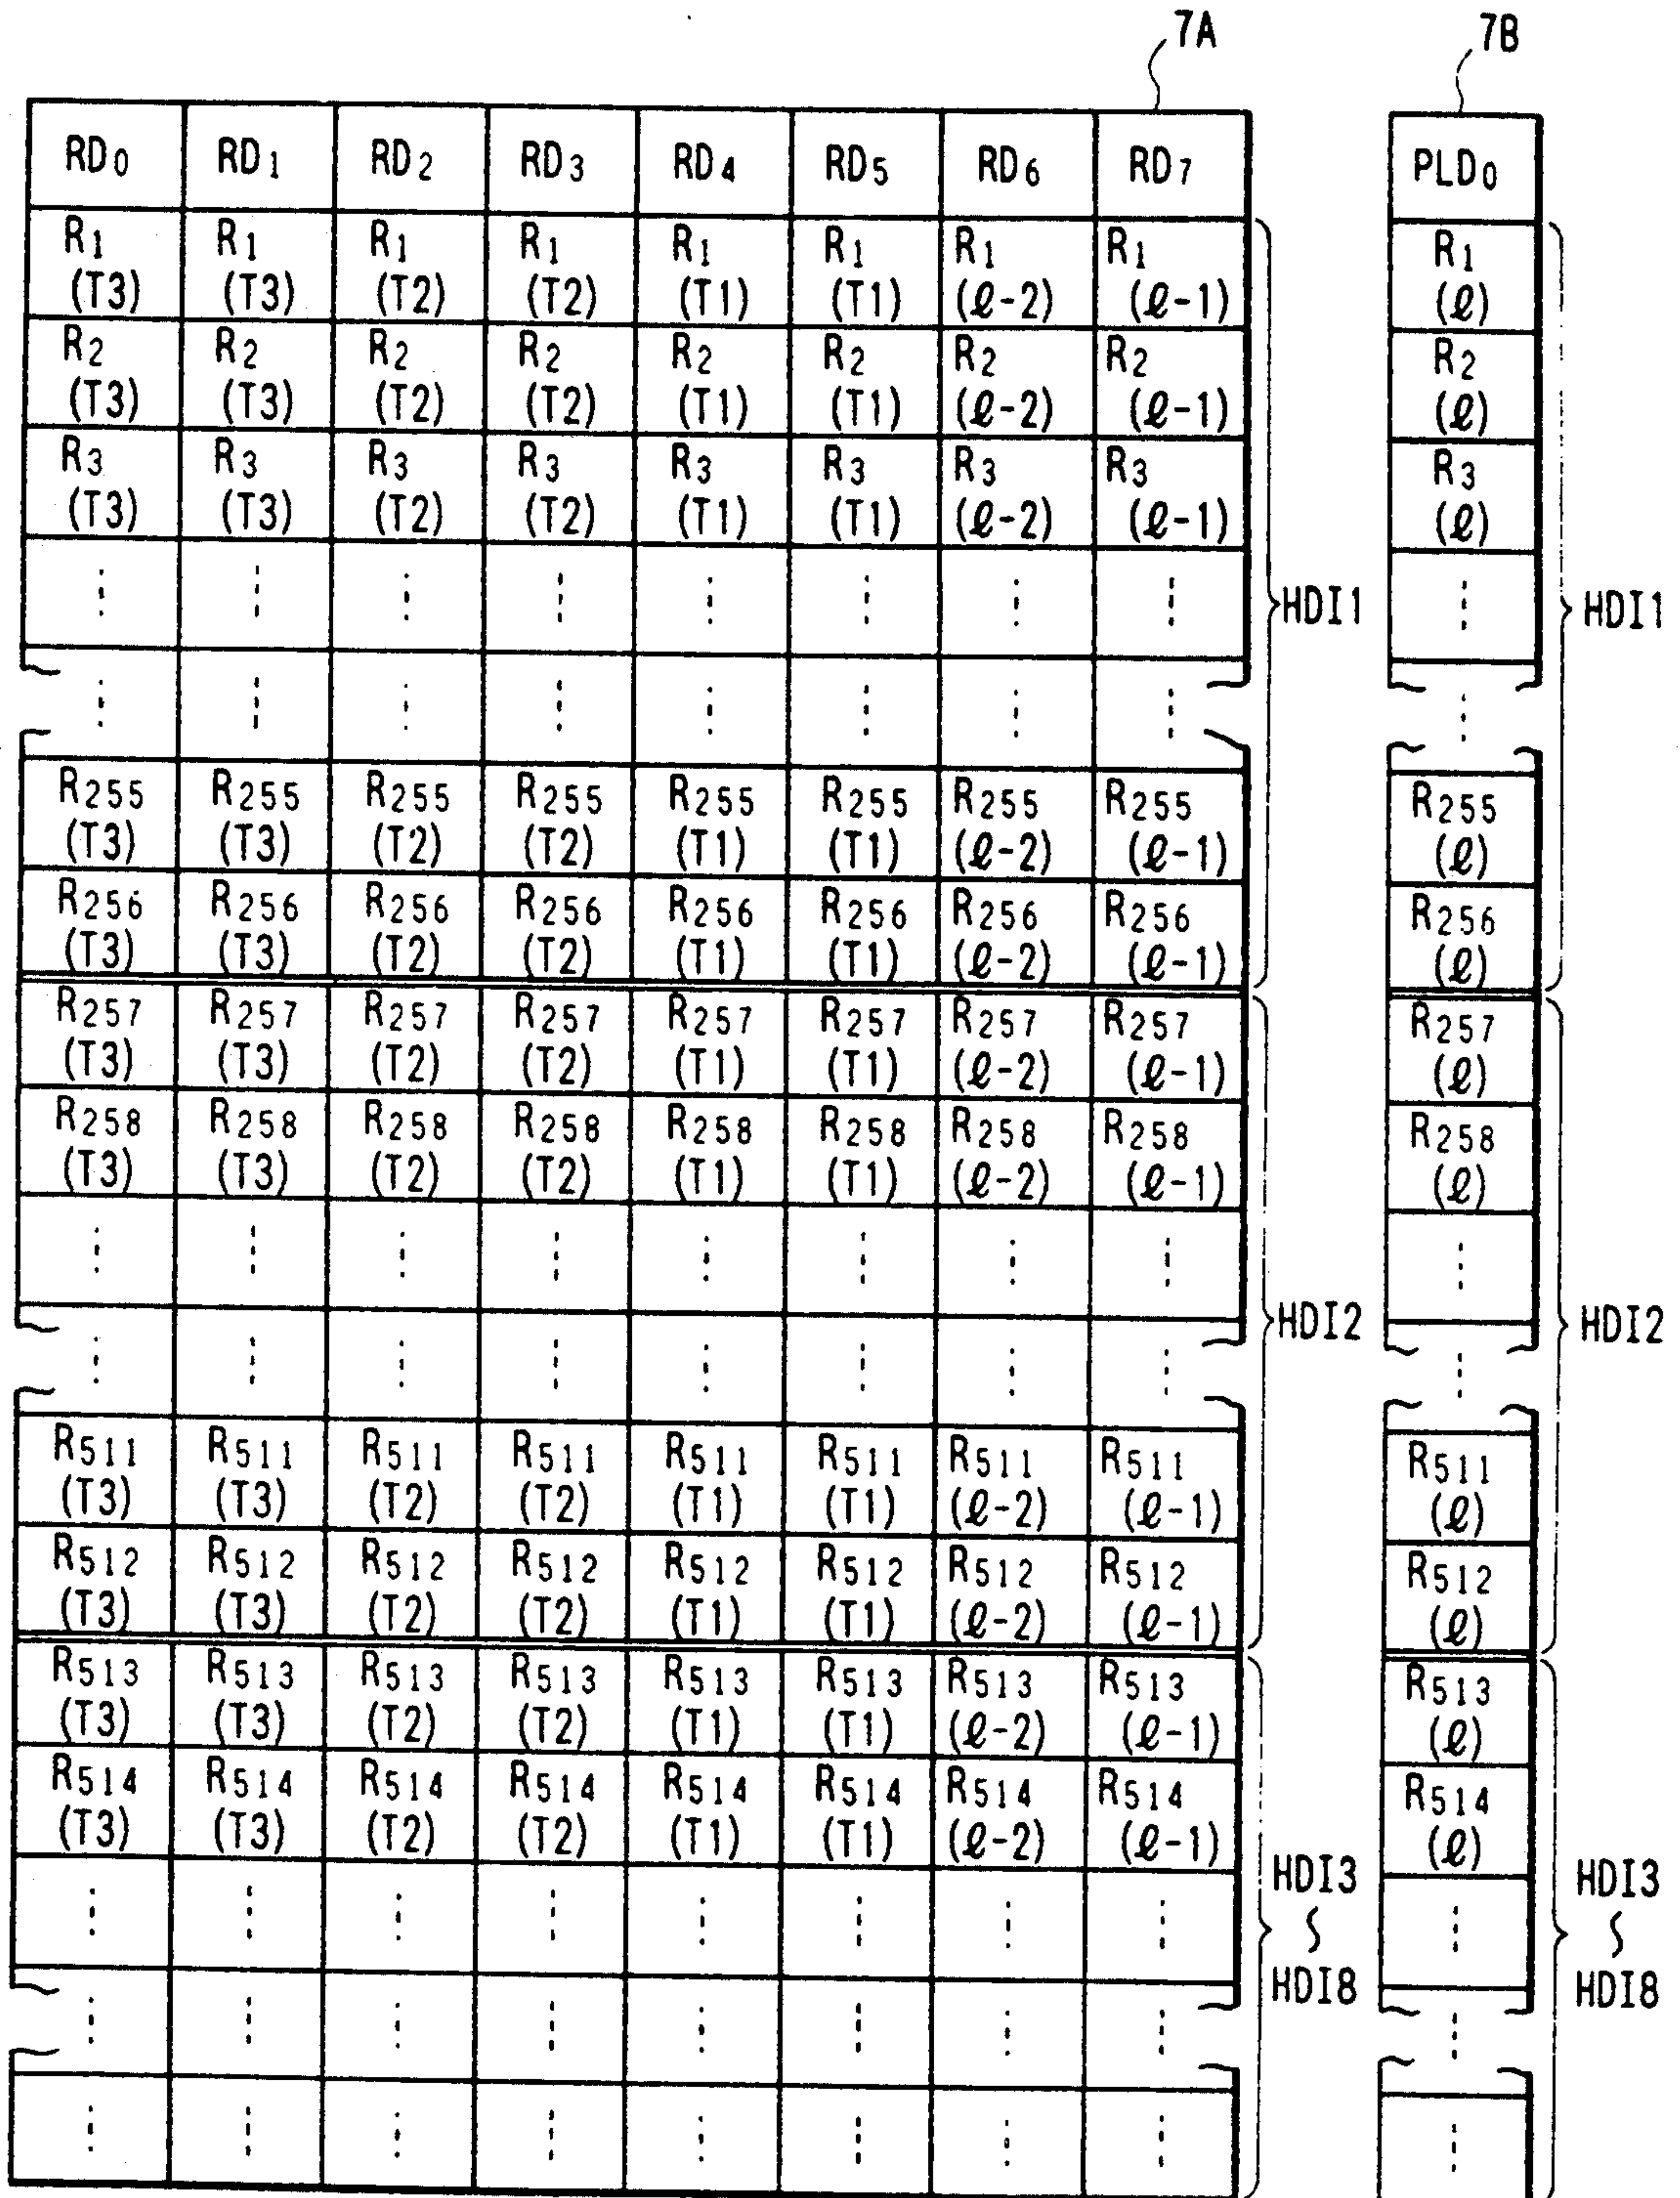 7A 7B
RD0 RD1 RD2 RD3 RD4 RD5 RD6 RD7 PLD0
R1 R1 R1 R1 R1 R1 R1 R1 R1
(T3) (T3) (T2) (T2) (T1) (T1) (ℓ-2) (ℓ-1) (ℓ)
R2 R2 R2 R2 R2 R2 R2 R2 R2
(T3) (T3) (T2) (T2) (T1) (T1) (ℓ-2) (ℓ-1) (ℓ)
R3 R3 R3 R3 R3 R3 R3 R3 R3
(T3) (T3) (T2) (T2) (T1) (T1) (ℓ-2) (ℓ-1) (ℓ)
HDI1 HDI1
R255 R255 R255 R255 R255 R255 R255 R255 R255
(T3) (T3) (T2) (T2) (T1) (T1) (ℓ-2) (ℓ-1) (ℓ)
R256 R256 R256 R256 R256 R256 R256 R256 R256
(T3) (T3) (T2) (T2) (T1) (T1) (ℓ-2) (ℓ-1) (ℓ)
R257 R257 R257 R257 R257 R257 R257 R257 R257
(T3) (T3) (T2) (T2) (T1) (T1) (ℓ-2) (ℓ-1) (ℓ)
R258 R258 R258 R258 R258 R258 R258 R258 R258
(T3) (T3) (T2) (T2) (T1) (T1) (ℓ-2) (ℓ-1) (ℓ)
HDI2 HDI2
R511 R511 R511 R511 R511 R511 R511 R511 R511
(T3) (T3) (T2) (T2) (T1) (T1) (ℓ-2) (ℓ-1) (ℓ)
R512 R512 R512 R512 R512 R512 R512 R512 R512
(T3) (T3) (T2) (T2) (T1) (T1) (ℓ-2) (ℓ-1) (ℓ)
R513 R513 R513 R513 R513 R513 R513 R513 R513
(T3) (T3) (T2) (T2) (T1) (T1) (ℓ-2) (ℓ-1) (ℓ)
R514 R514 R514 R514 R514 R514 R514 R514 R514
(T3) (T3) (T2) (T2) (T1) (T1) (ℓ-2) (ℓ-1) (ℓ)
HDI3 HDI3
∫ ∫
HDI8 HDI8